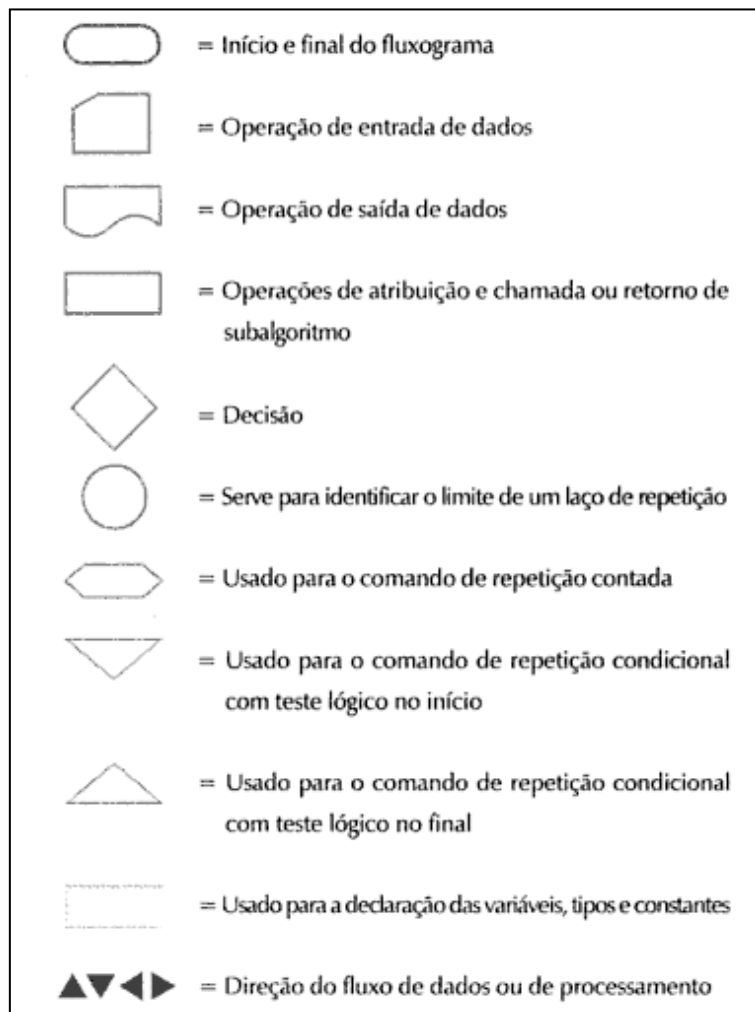 = Início e final do fluxograma
= Operação de entrada de dados
= Operação de saída de dados
= Operações de atribuição e chamada ou retorno de
subalgoritmo
= Decisão
= Serve para identificar o limite de um laço de repetição
= Usado para o comando de repetição contada
= Usado para o comando de repetição condicional
com teste lógico no início
= Usado para o comando de repetição condicional
com teste lógico no final
= Usado para a declaração das variáveis, tipos e constantes
= Direção do fluxo de dados ou de processamento